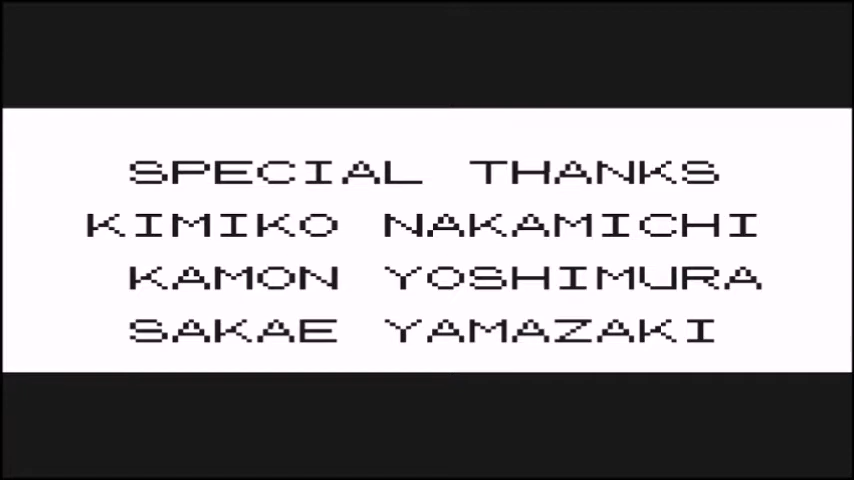 SPECIAL THANKS
KIMIKO NAKAMICHI
KAMON YOSHIMURA
SAKAE YAMAZAKI